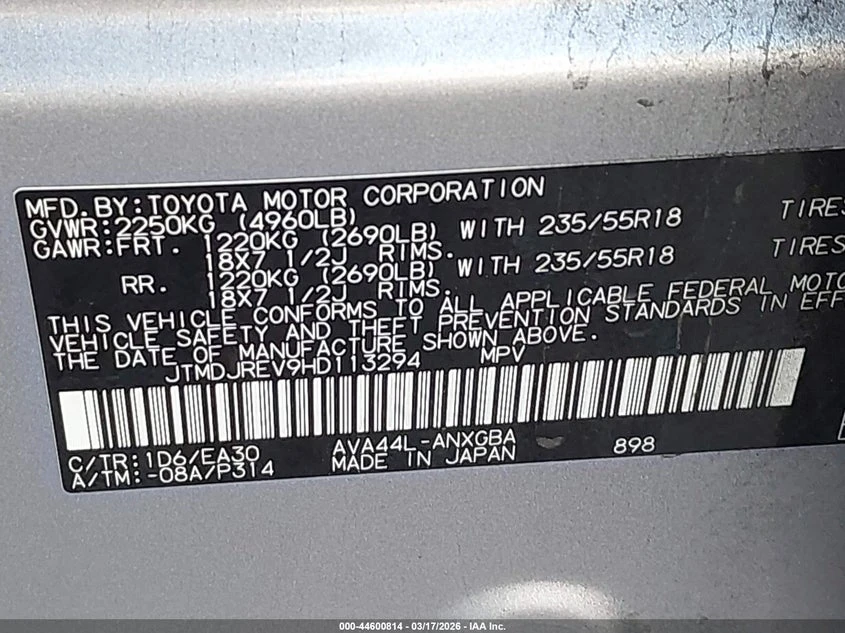 MFD.BY:TOYOTA MOTOR CORPORATION
GVWR:2250KG (4960LB)
GAWR:FRT. 1220KG (2690LB) WITH 235/55R18 TIRES
18X7 1/2J RIMS.
RR. 1220KG (2690LB) WITH 235/55R18 TIRES
18X7 1/2J RIMS.
THIS VEHICLE CONFORMS TO ALL APPLICABLE FEDERAL MOTO
VEHICLE SAFETY AND THEFT PREVENTION STANDARDS IN EFF
THE DATE OF MANUFACTURE SHOWN ABOVE.
JTMDJREV9HD113294 MPV
C/TR:1D6/EA30 AVA44L-ANXGBA 898
A/TM:-08A/P314 MADE IN JAPAN
000-44600814 - 03/17/2026 - IAA Inc.